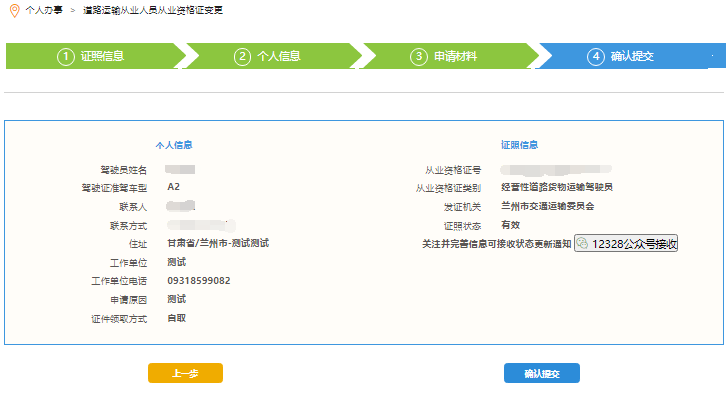 个人办事 > 道路运输从业人员从业资格证变更
1 证照信息 2 个人信息 3 申请材料 4 确认提交
个人信息
驾驶员姓名
驾驶证准驾车型 A2
联系人
联系方式
住址 甘肃省/兰州市-测试测试
工作单位 测试
工作单位电话 09318599082
申请原因 测试
证件领取方式 自取
证照信息
从业资格证号
从业资格证类别 经营性道路货物运输驾驶员
发证机关 兰州市交通运输委员会
证照状态 有效
关注并完善信息可接收状态更新通知 12328公众号接收
上一步 确认提交